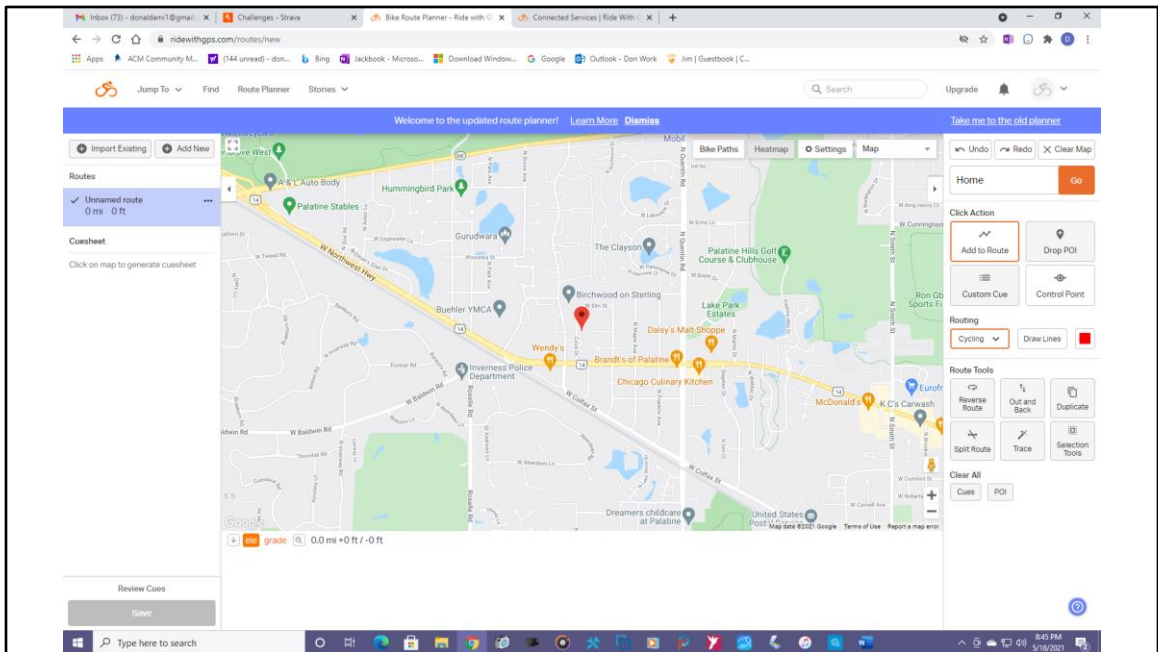 Inbox (73) - donaldami1@gmail.
Challenges - Strava
Bike Route Planner - Ride with G
Connected Services | Ride With
ridewithgps.com/routes/new
Apps
ACM Community M...
(144 unread) - don...
Bing
Jackbook - Microso...
Download Window...
Google
Outlook - Don Work
Jim | Guestbook | C...
Jump To
Find
Route Planner
Stories
Search
Upgrade
Welcome to the updated route planner! Learn More Dismiss
Take me to the old planner
Import Existing
Add New
Routes
Unnamed route
0 mi 0 ft
Cuesheet
Click on map to generate cuesheet
Review Cues
Save
Bike Paths
Heatmap
Settings
Map
Mobil
A & L Auto Body
Hummingbird Park
Palatine Stables
Gurudwara
The Clayson
Palatine Hills Golf
Course & Clubhouse
W Northwest Hwy
Buehler YMCA
Birchwood on Sterling
Lake Park
Estates
Daisy's Malt Shoppe
Wendy's
Brandt's of Palatine
Inverness Police
Department
Chicago Culinary
Kitchen
McDonald's
K C's Carwash
W Baldwin Rd
W Colfax St
Roselle Rd
N Quentin Rd
N Smith St
Dreamers childcare
at Palatine
United States
Postal Service
Google
Map data ©2021 Google
Terms of Use
Report a map error
ele grade 0.0 mi +0 ft / -0 ft
Undo
Redo
Clear Map
Home
Go
Click Action
Add to Route
Drop POI
Custom
Cue
Control Point
Routing
Cycling
Draw Lines
Route Tools
Reverse
Route
Out and
Back
Duplicate
Split Route
Trace
Selection
Tools
Clear All
Cues
POI
Type here to search
8:45 PM
5/18/2021